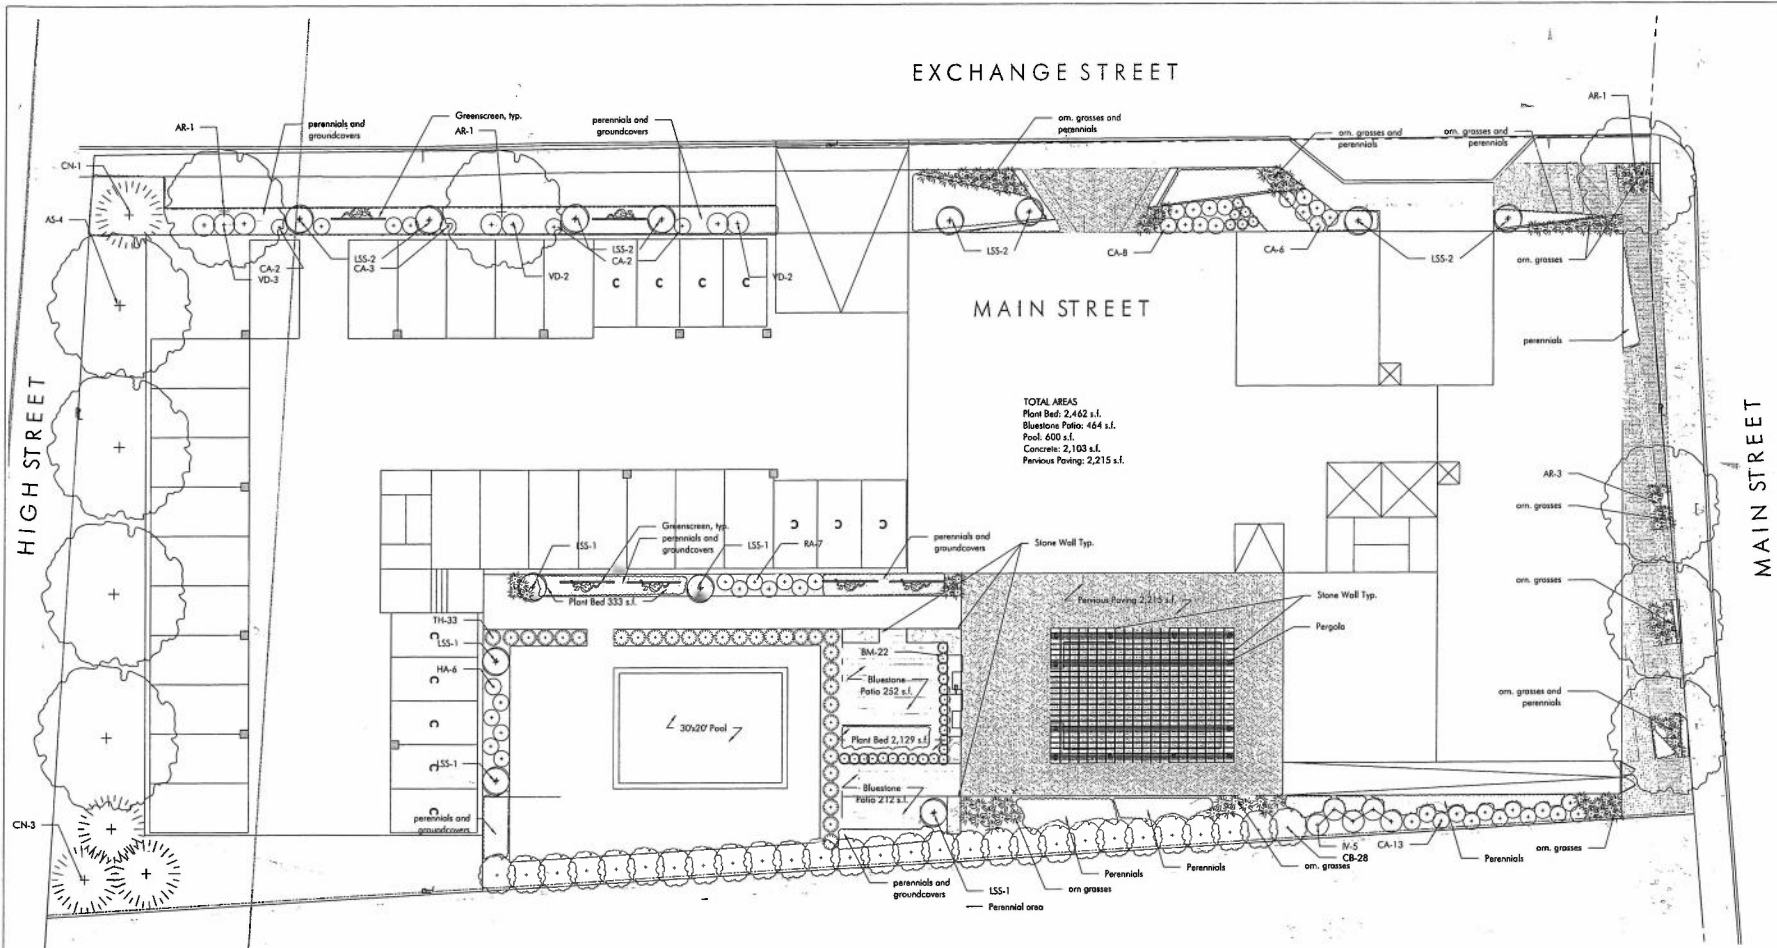 EXCHANGE STREET
AR-1
AR-1
perennials and
groundcovers
Greenscreen, typ.
AR-1
perennials and
groundcovers
orn. grasses and
perennials
orn. grasses and
perennials
orn. grasses and
perennials
CN-1
AS-4
CA-2
VD-3
LSS-2
CA-3
VD-2
LSS-2
CA-2
VD-2
C
C
C
C
LSS-2
CA-8
CA-6
LSS-2
orn. grasses
MAIN STREET
perennials
HIGH STREET
MAIN STREET
TOTAL AREAS
Plant Bed: 2,462 s.f.
Bluestone Patio: 464 s.f.
Pool: 600 s.f.
Concrete: 2,103 s.f.
Pervious Paving: 2,215 s.f.
AR-3
orn. grasses
C
C
C
Greenscreen, typ.
perennials and
groundcovers
LSS-1
LSS-1
RA-7
perennials and
groundcovers
Stone Wall Typ.
orn. grasses
Plant Bed 333 s.f.
Pervious Paving 2,215 s.f.
Stone Wall Typ.
Pergola
TH-33
C
LSS-1
HA-6
C
BM-22
Bluestone
Patio 252 s.f.
orn. grasses and
perennials
30'x20' Pool
C
Plant Bed 2,129 s.f.
C
LSS-1
Bluestone
Patio 212 s.f.
C
perennials and
groundcovers
CN-3
IV-5
CA-13
CB-28
Perennials
orn. grasses
orn. grasses
Perennials
Perennials
perennials and
groundcovers
LSS-1
orn grasses
Perennial area